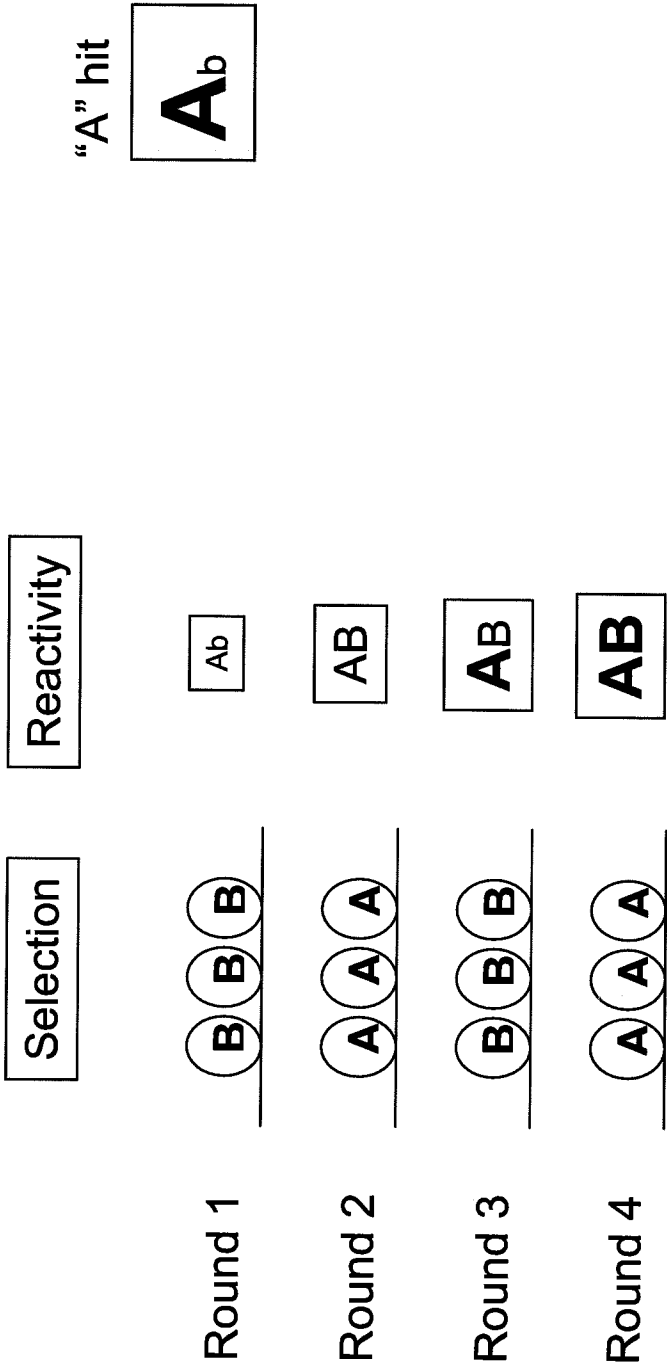 Selection Reactivity
“A” hit
Round 1 B B B Ab Ab
Round 2 A A A AB
Round 3 B B B AB
Round 4 A A A AB